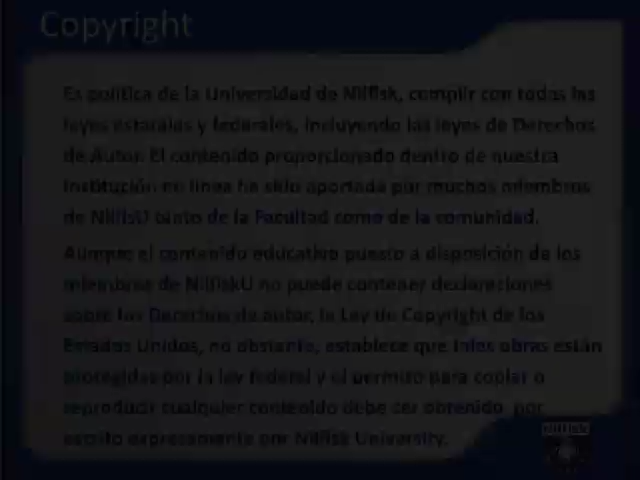 Copyright
Es política de la Universidad de Nilfisk, cumplir con todas las
leyes estatales y federales, incluyendo las leyes de Derechos
de Autor. El contenido proporcionado dentro de nuestra
institución en línea ha sido aportada por muchos miembros
de NilfiskU tanto de la Facultad como de la comunidad.
Aunque el contenido educativo puesto a disposición de los
miembros de NilfiskU no puede contener declaraciones
sobre los Derechos de autor, la Ley de Copyright de los
Estados Unidos, no obstante, establece que tales obras están
protegidas por la ley federal y el permiso para copiar o
reproducir cualquier contenido debe ser obtenido por
escrito expresamente por Nilfisk University.
Nilfisk